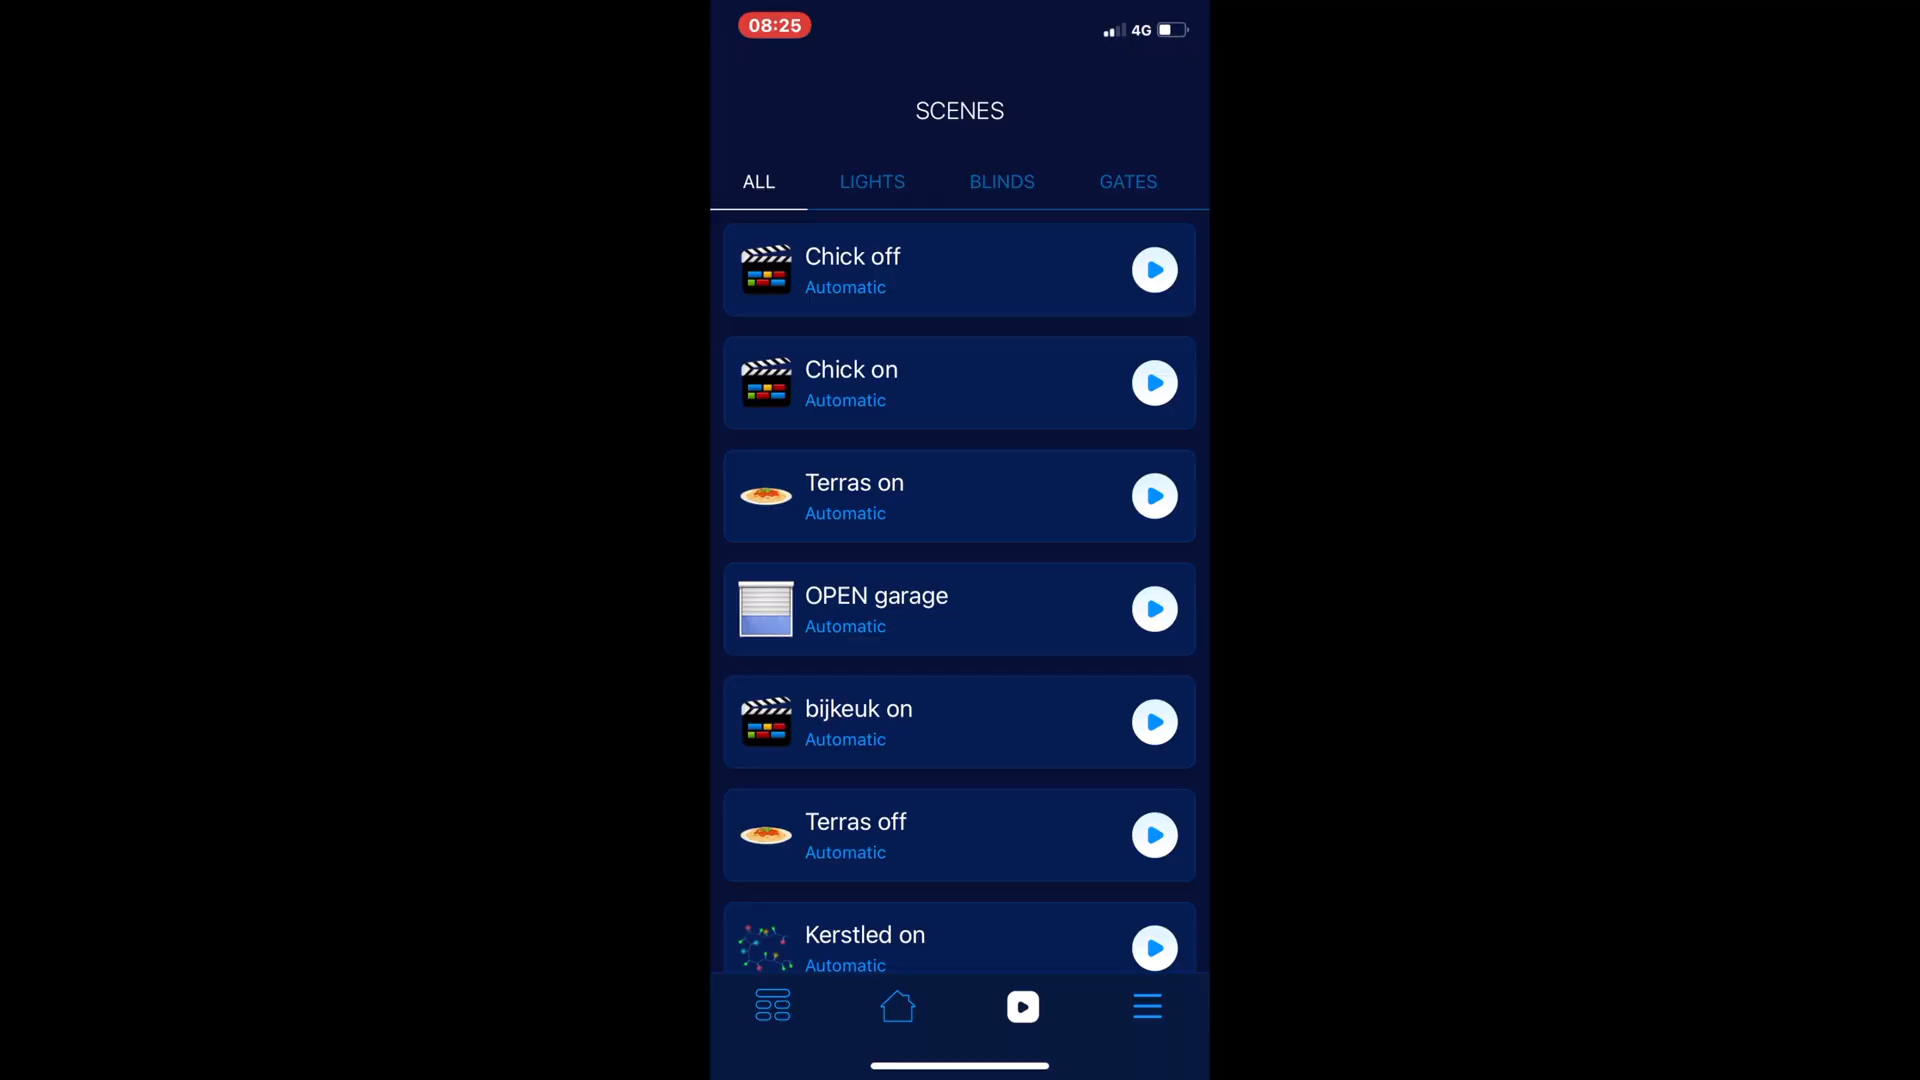 08:25
4G
SCENES
ALL LIGHTS BLINDS GATES
Chick off
Automatic
Chick on
Automatic
Terras on
Automatic
OPEN garage
Automatic
bijkeuk on
Automatic
Terras off
Automatic
Kerstled on
Automatic